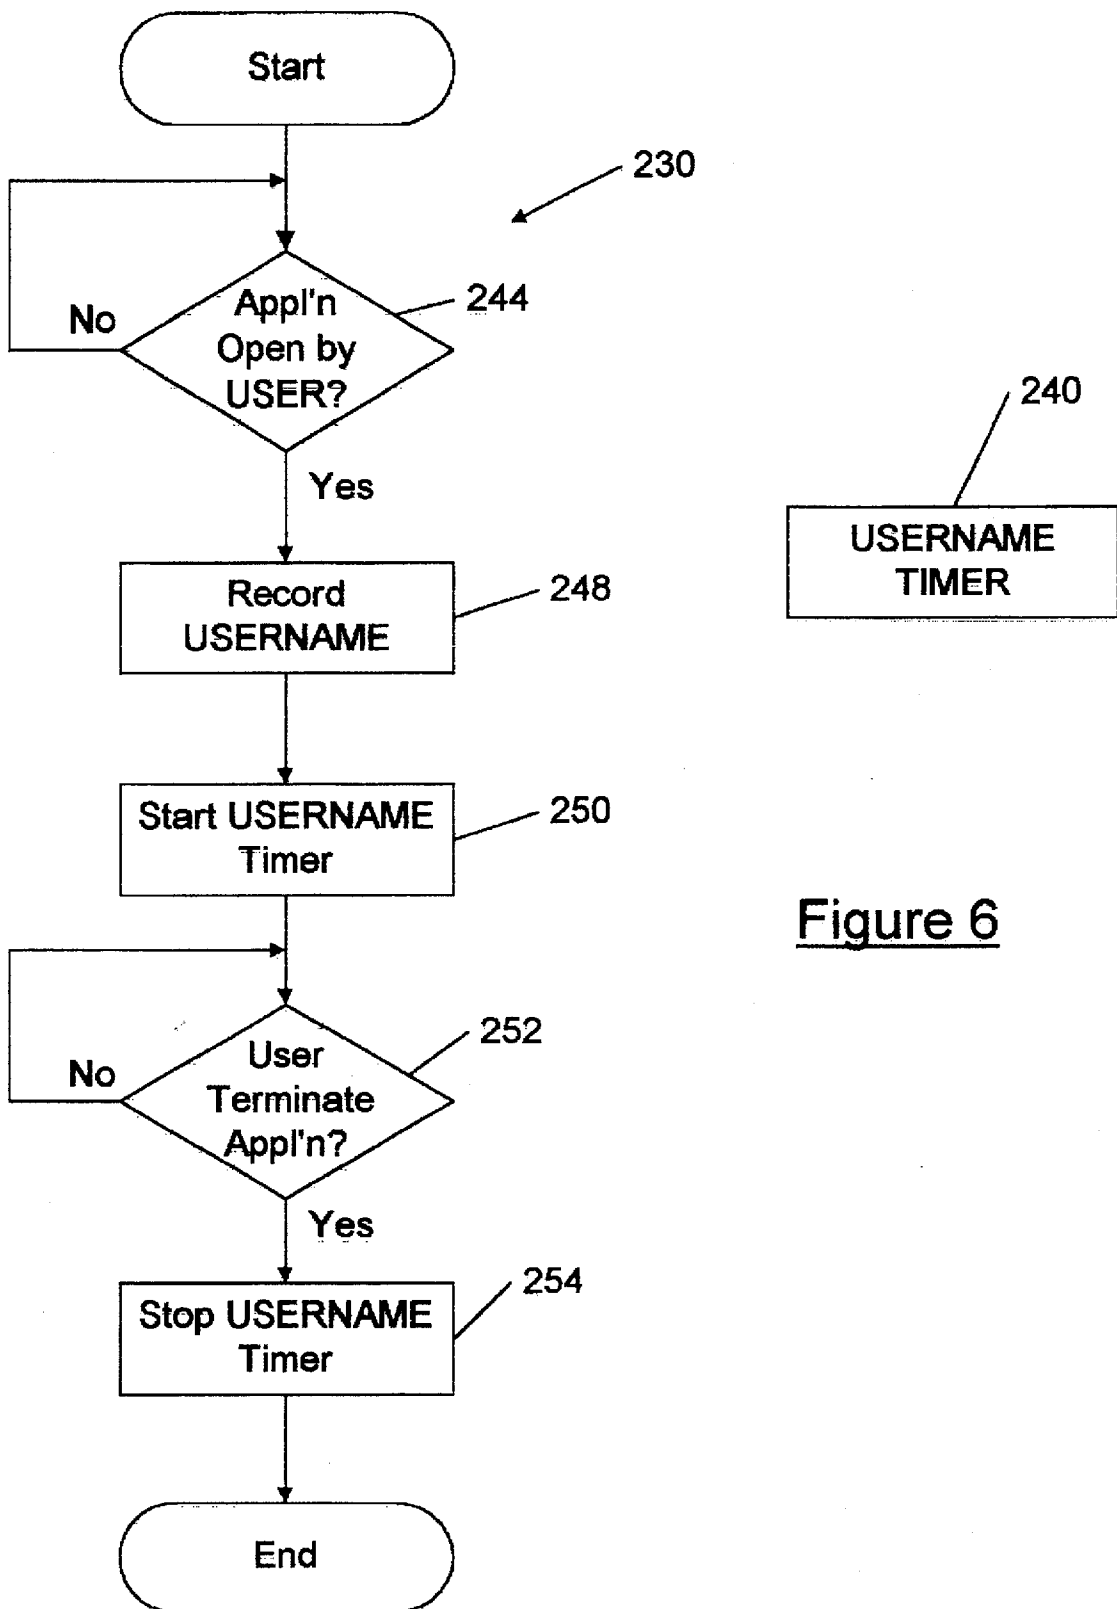 Start
230
Appl'n
Open by
USER?
244
No
Yes
240
USERNAME
TIMER
Record
USERNAME
248
Start USERNAME
Timer
250
Figure 6
User
Terminate
Appl'n?
252
No
Yes
Stop USERNAME
Timer
254
End